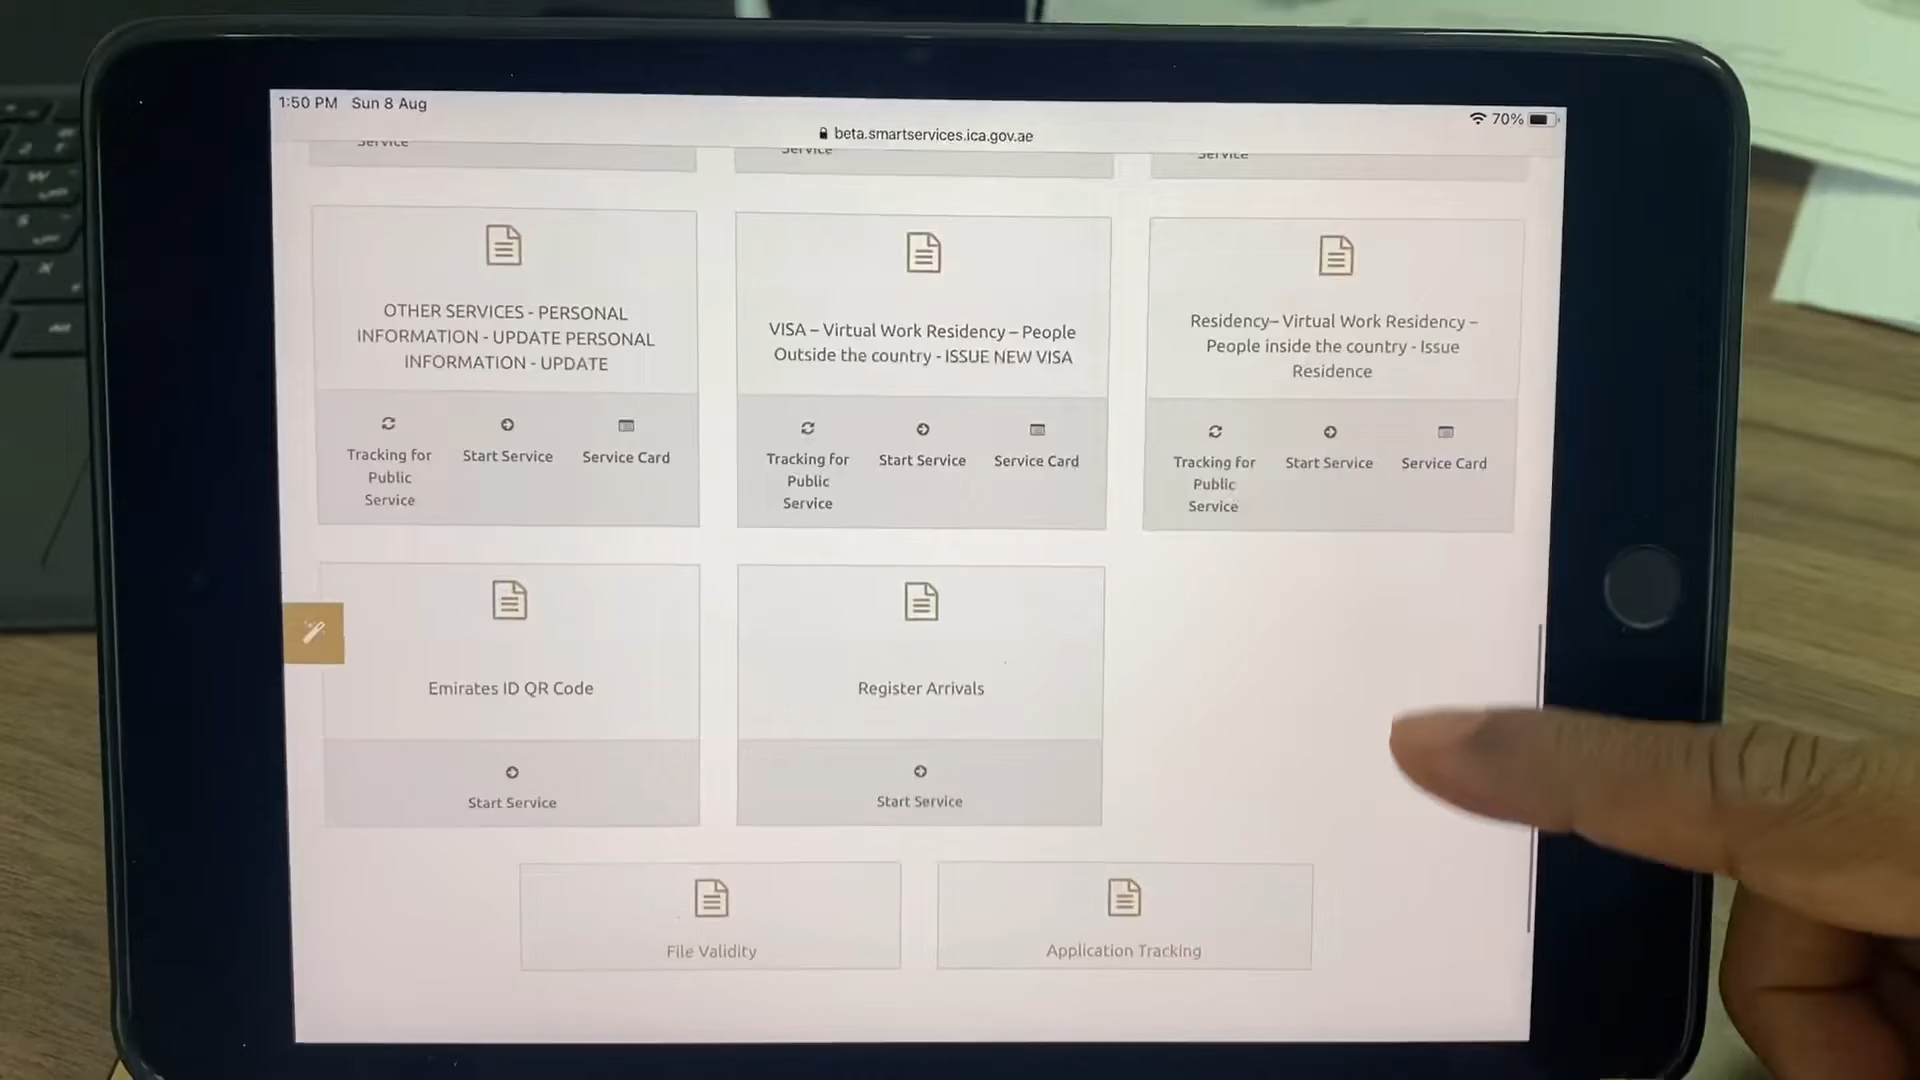 1:50 PM Sun 8 Aug
70%
beta.smartservices.ica.gov.ae
Service
Service
Service
OTHER SERVICES - PERSONAL
INFORMATION - UPDATE PERSONAL
INFORMATION - UPDATE
Tracking for
Public
Service
Start Service
Service Card
VISA – Virtual Work Residency – People
Outside the country - ISSUE NEW VISA
Tracking for
Public
Service
Start Service
Service Card
Residency– Virtual Work Residency –
People inside the country - Issue
Residence
Tracking for
Public
Service
Start Service
Service Card
Emirates ID QR Code
Start Service
Register Arrivals
Start Service
File Validity
Application Tracking